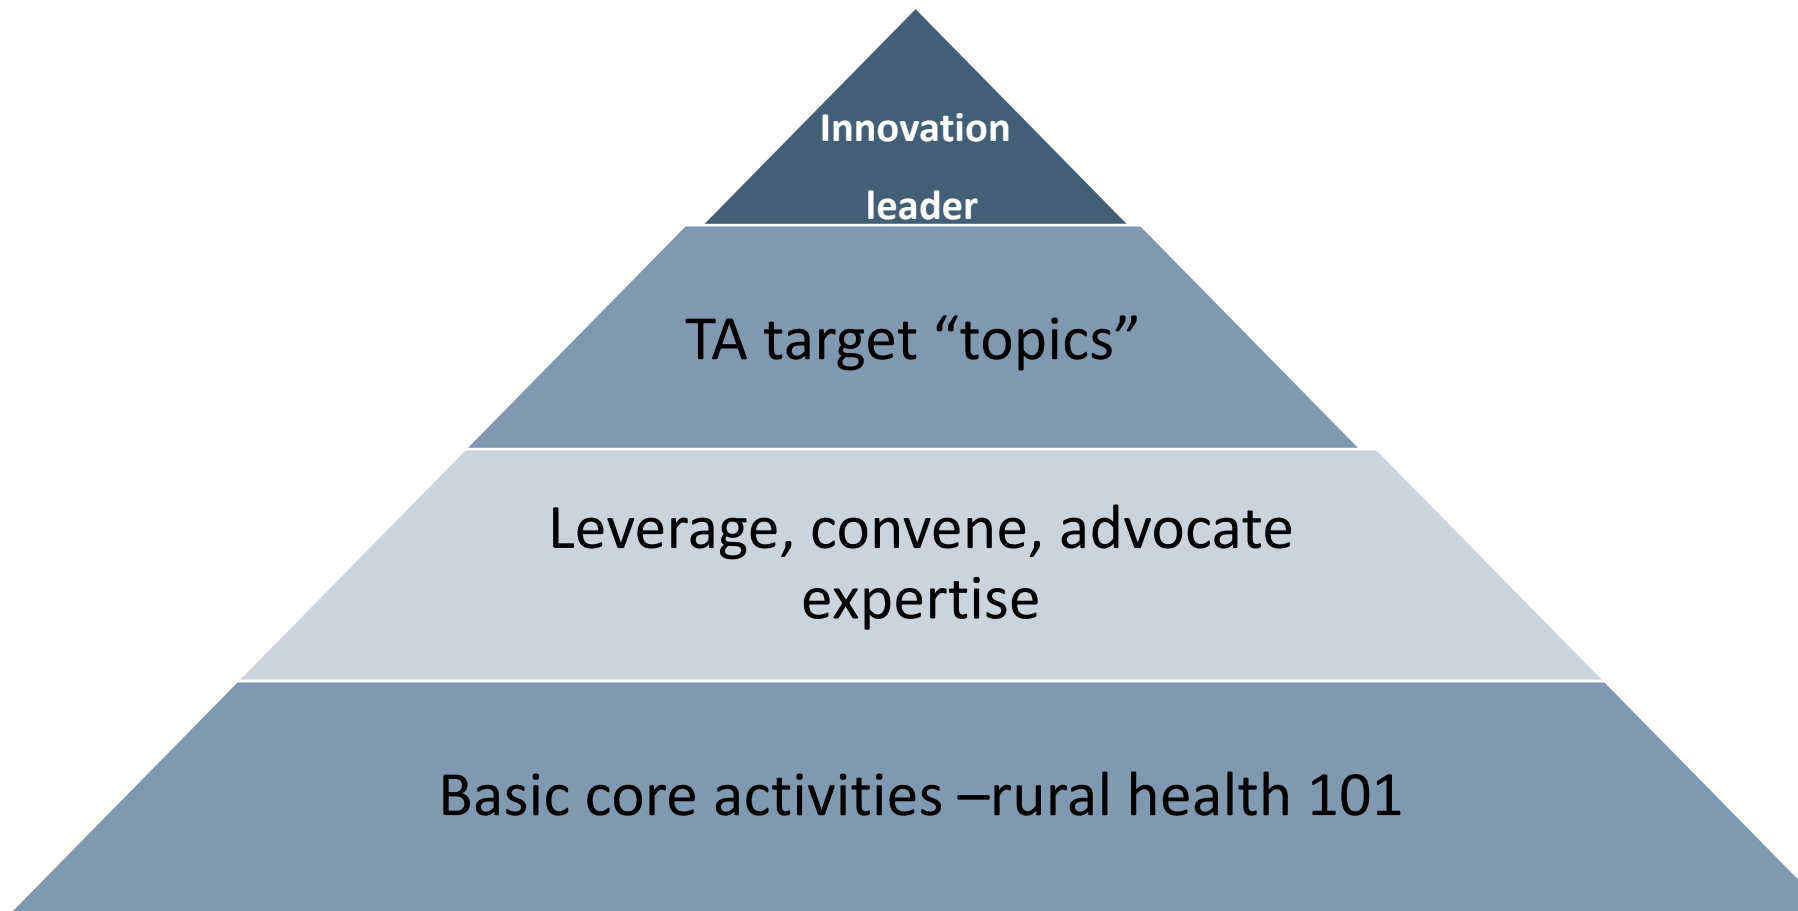 Innovation
leader
TA target “topics”
Leverage, convene, advocate
expertise
Basic core activities –rural health 101